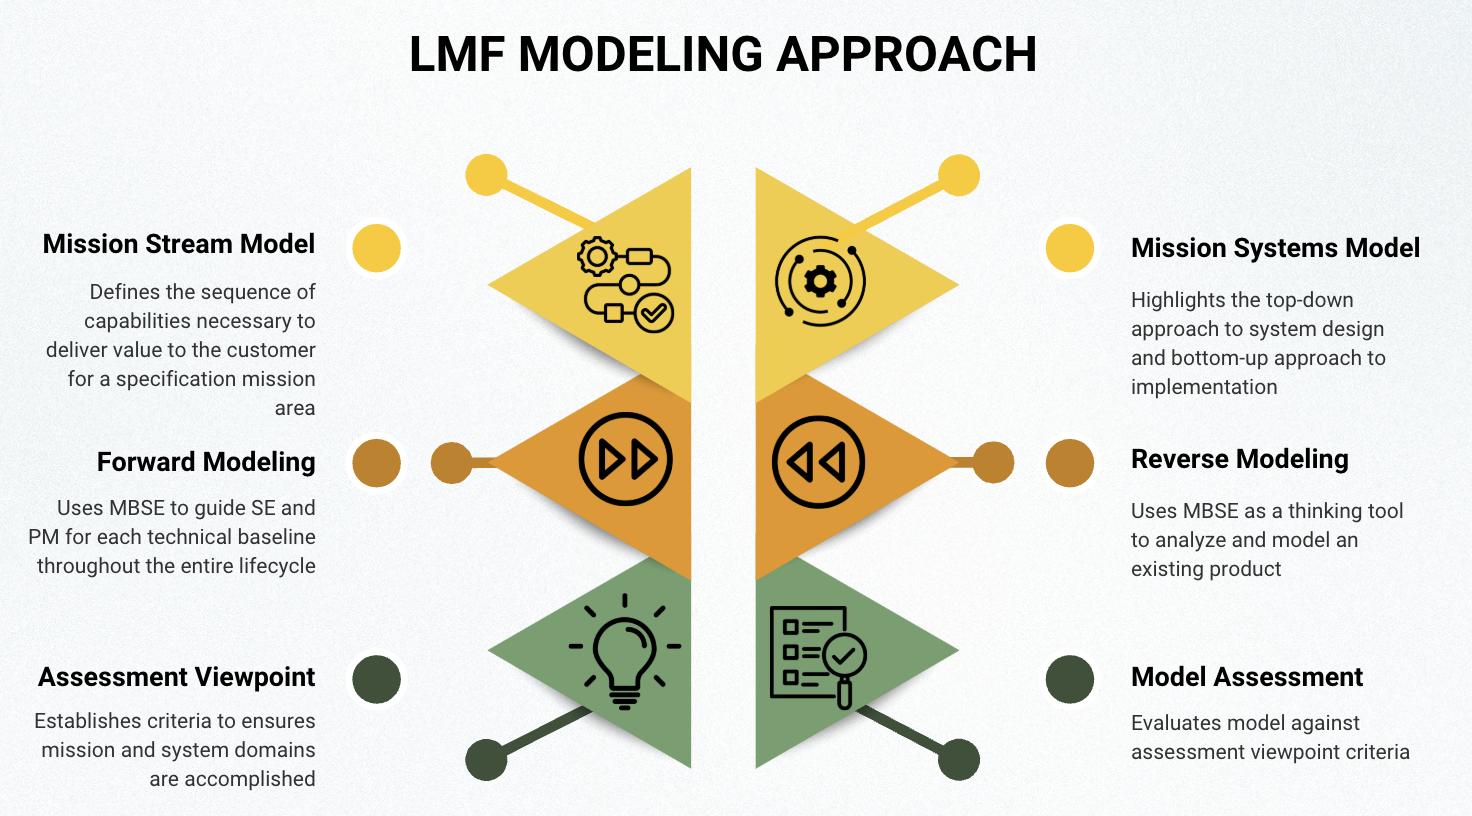 LMF MODELING APPROACH
Mission Stream Model
Defines the sequence of
capabilities necessary to
deliver value to the customer
for a specification mission
area
Forward Modeling
Uses MBSE to guide SE and
PM for each technical baseline
throughout the entire lifecycle
Assessment Viewpoint
Establishes criteria to ensures
mission and system domains
are accomplished
Mission Systems Model
Highlights the top-down
approach to system design
and bottom-up approach to
implementation
Reverse Modeling
Uses MBSE as a thinking tool
to analyze and model an
existing product
Model Assessment
Evaluates model against
assessment viewpoint criteria